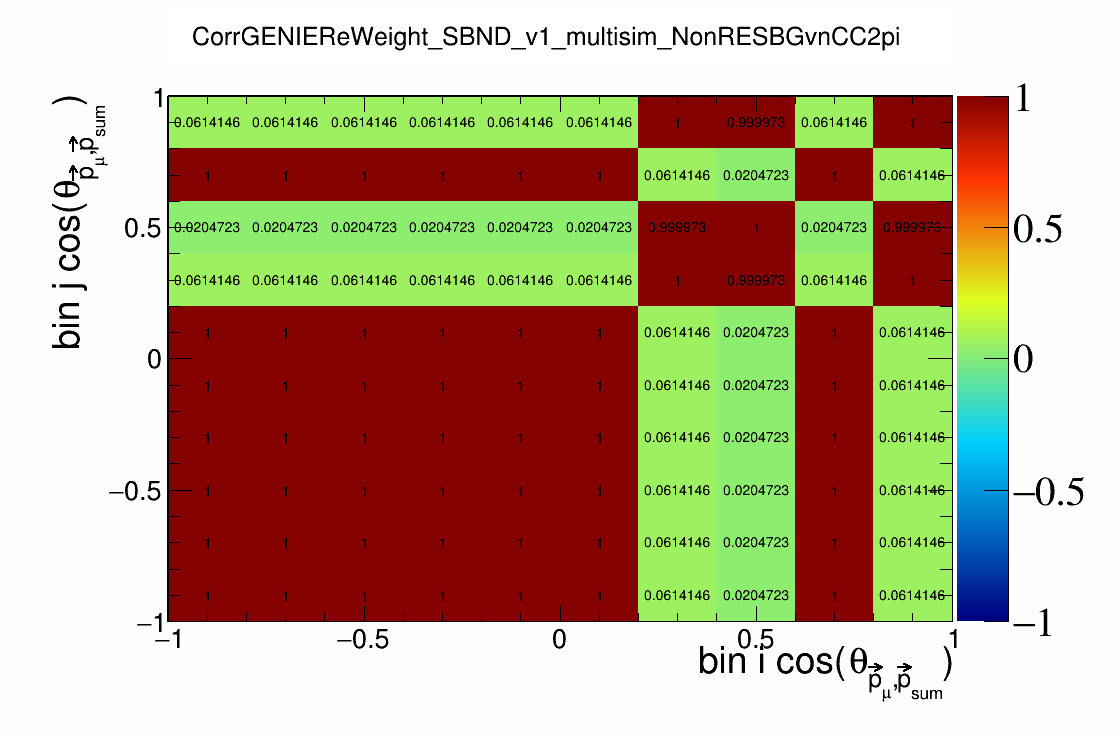 CorrGENIEReWeight_SBND_v1_multisim_NonRESBGvnCC2pi
bin j cos(θ p⃗μ,p⃗sum)
1
0.5
0
−0.5
−1
0.0614146 0.0614146 0.0614146 0.0614146 0.0614146 0.0614146 1 0.999973 0.0614146 1
1 1 1 1 1 1 0.0614146 0.0204723 1 0.0614146
0.0204723 0.0204723 0.0204723 0.0204723 0.0204723 0.0204723 0.999973 1 0.0204723 0.999973
0.0614146 0.0614146 0.0614146 0.0614146 0.0614146 0.0614146 1 0.999973 0.0614146 1
1 1 1 1 1 1 0.0614146 0.0204723 1 0.0614146
1 1 1 1 1 1 0.0614146 0.0204723 1 0.0614146
1 1 1 1 1 1 0.0614146 0.0204723 1 0.0614146
1 1 1 1 1 1 0.0614146 0.0204723 1 0.0614146
1 1 1 1 1 1 0.0614146 0.0204723 1 0.0614146
1 1 1 1 1 1 0.0614146 0.0204723 1 0.0614146
−1 −0.5 0 0.5 1
bin i cos(θ p⃗μ,p⃗sum)
1
0.5
0
−0.5
−1